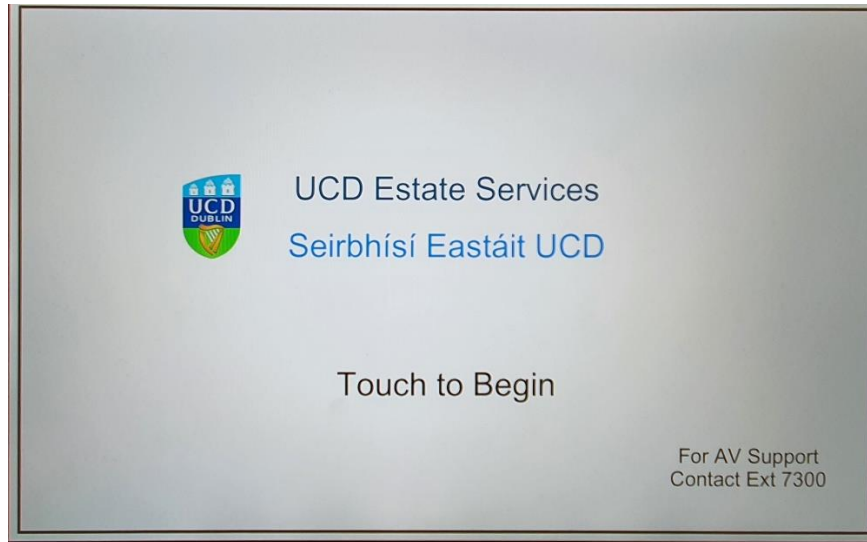 UCD
DUBLIN
UCD Estate Services
Seirbhísí Eastáit UCD
Touch to Begin
For AV Support
Contact Ext 7300